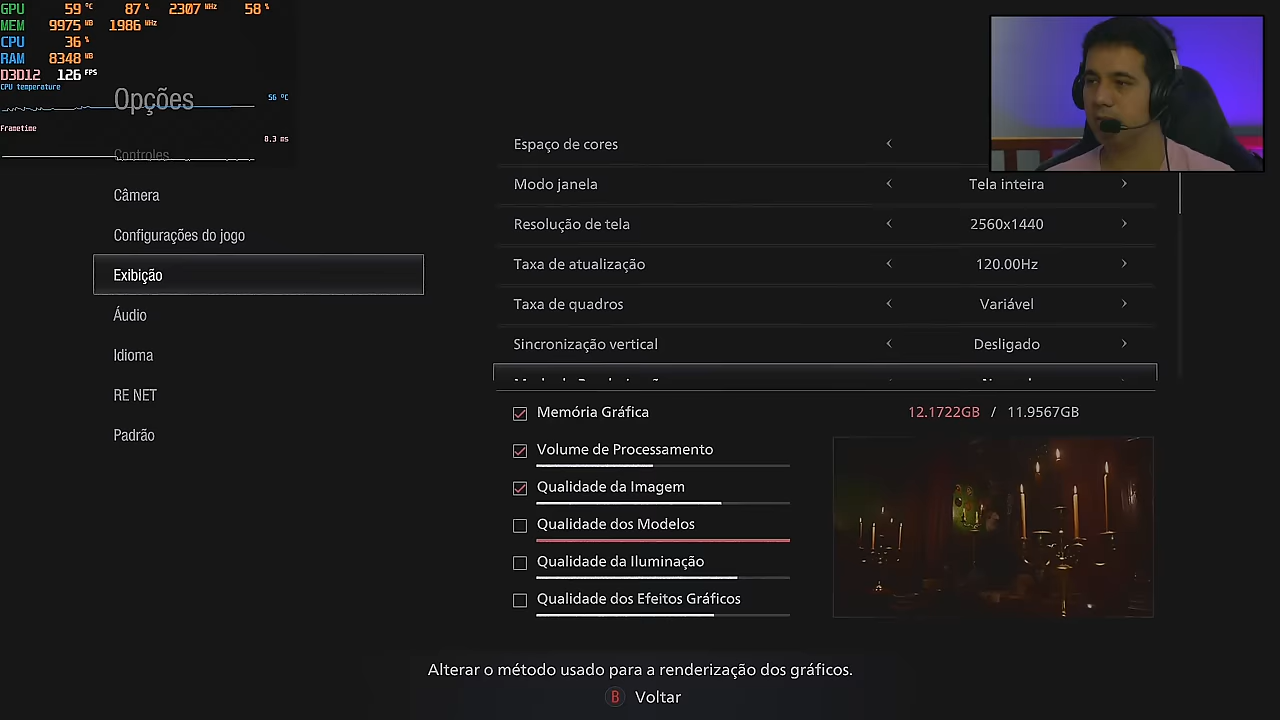 GPU 59 °C 87 % 2307 MHz 58 %
MEM 9975 MB 1986 MHz
CPU 36 %
RAM 8348 MB
D3D12 126 FPS
CPU temperature
56 °C
Frametime
8.3 ms
Opções
Controles
Câmera
Configurações do jogo
Exibição
Áudio
Idioma
RE NET
Padrão
Espaço de cores
Modo janela Tela inteira
Resolução de tela 2560x1440
Taxa de atualização 120.00Hz
Taxa de quadros Variável
Sincronização vertical Desligado
Memória Gráfica 12.1722GB / 11.9567GB
Volume de Processamento
Qualidade da Imagem
Qualidade dos Modelos
Qualidade da Iluminação
Qualidade dos Efeitos Gráficos
Alterar o método usado para a renderização dos gráficos.
B Voltar